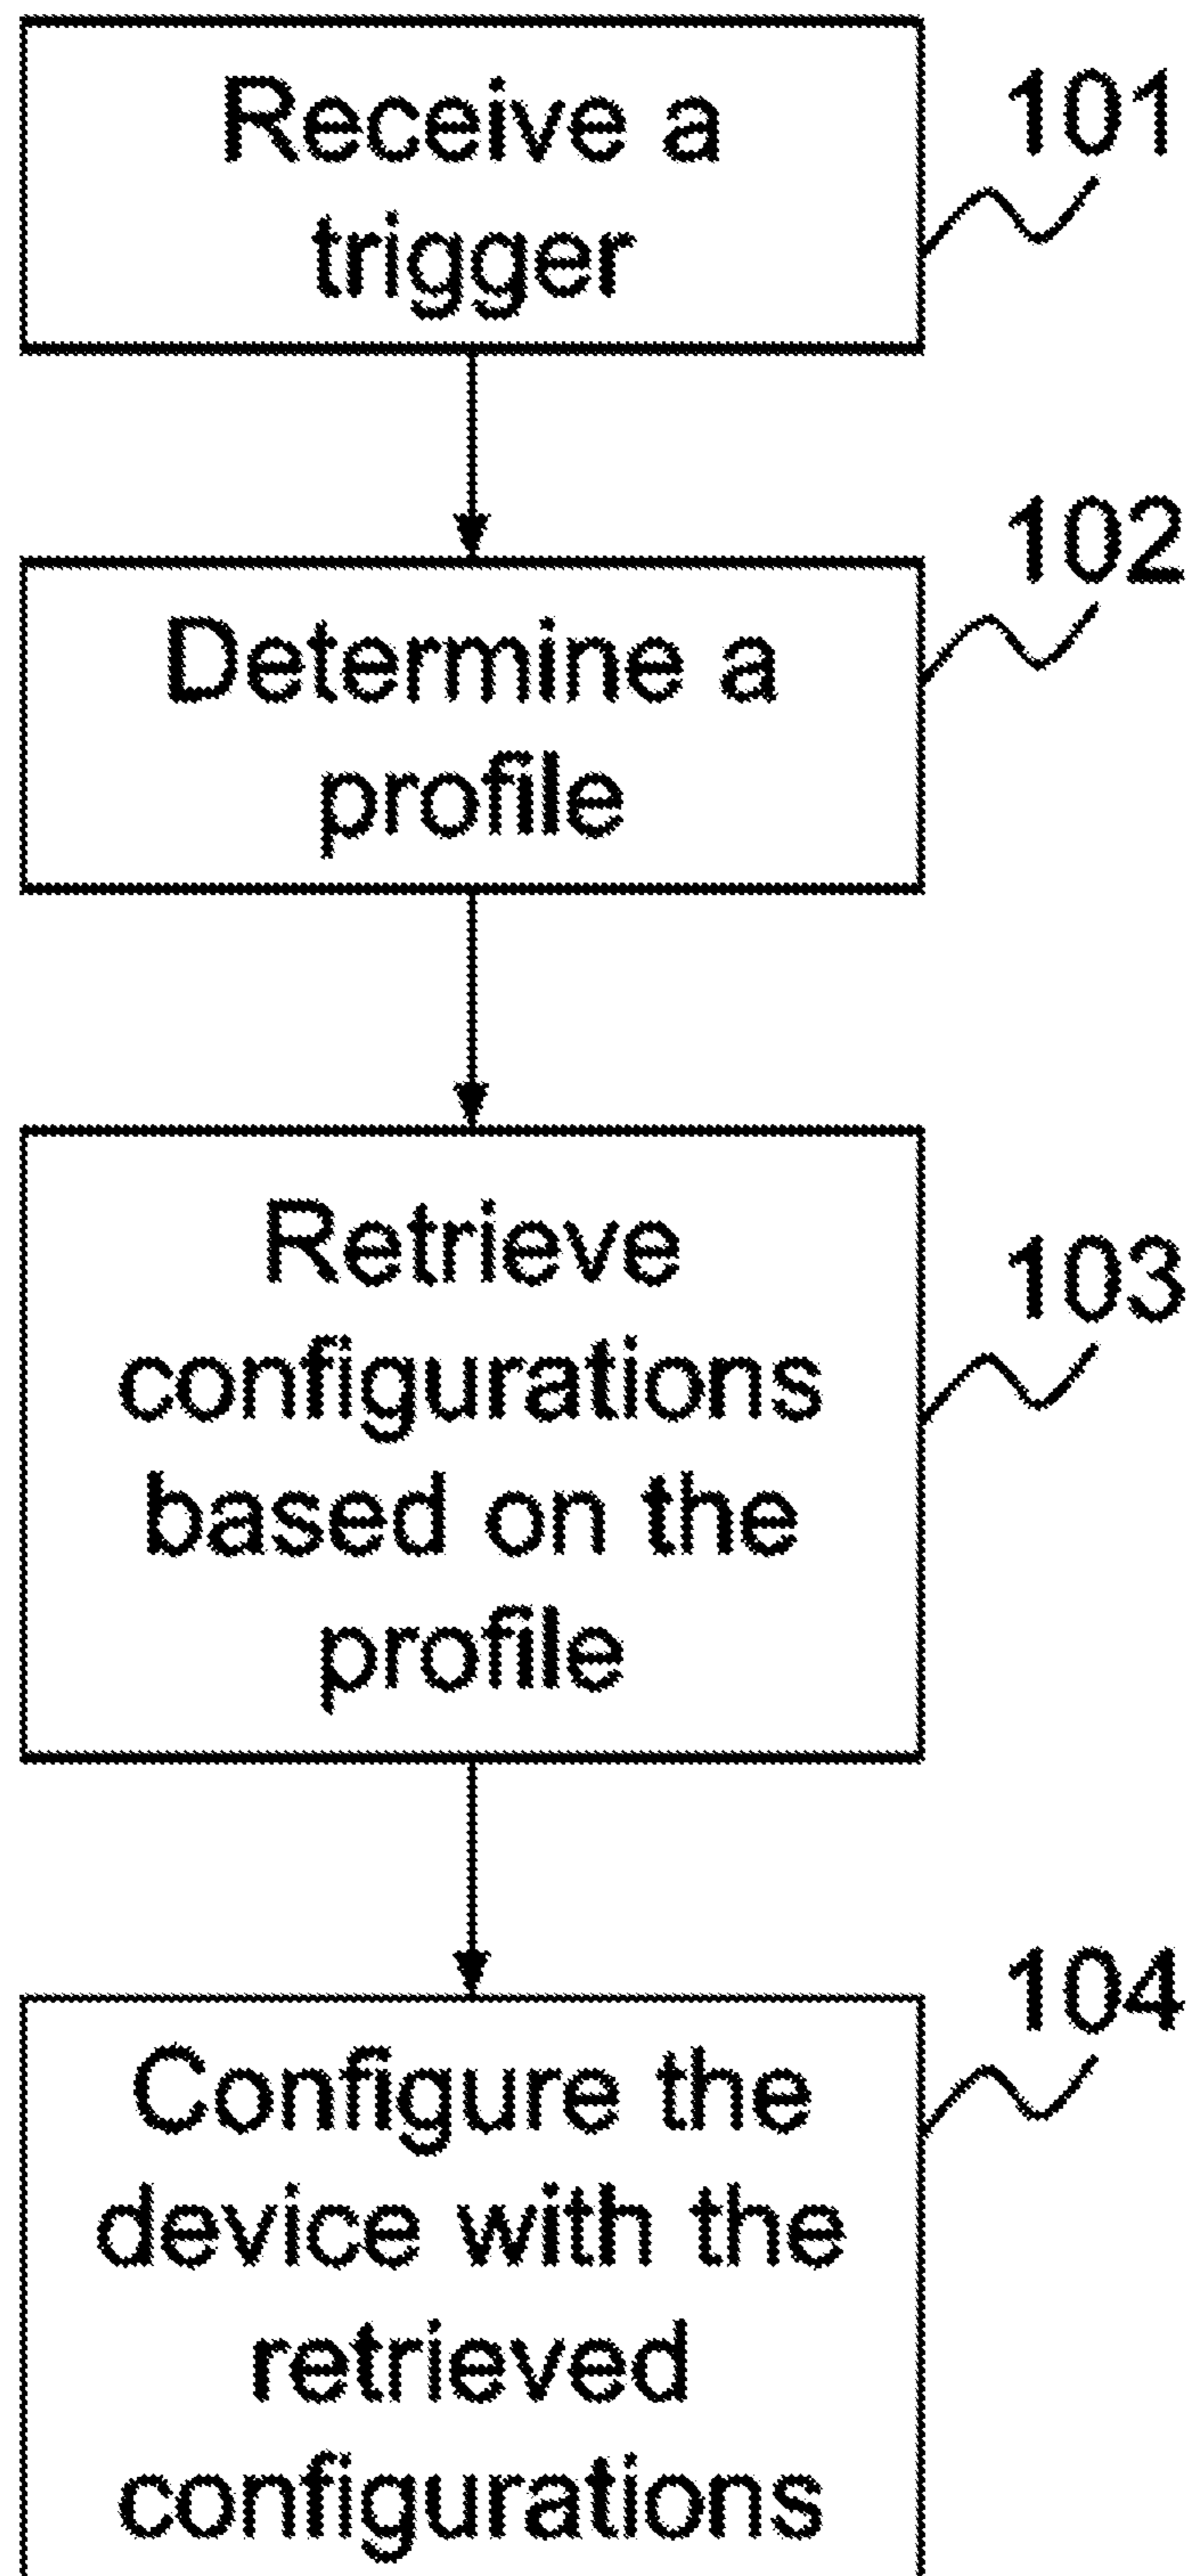 Receive a
trigger
101
Determine a
profile
102
Retrieve
configurations
based on the
profile
103
Configure the
device with the
retrieved
configurations
104